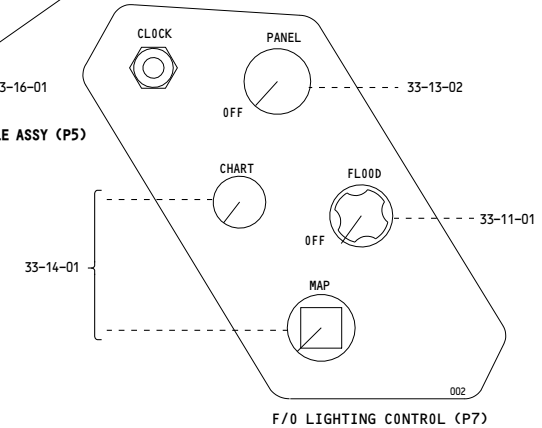 CLOCK
PANEL
3-16-01
33-13-02
OFF
LE ASSY (P5)
CHART
FLOOD
33-11-01
OFF
33-14-01
MAP
002
F/O LIGHTING CONTROL (P7)